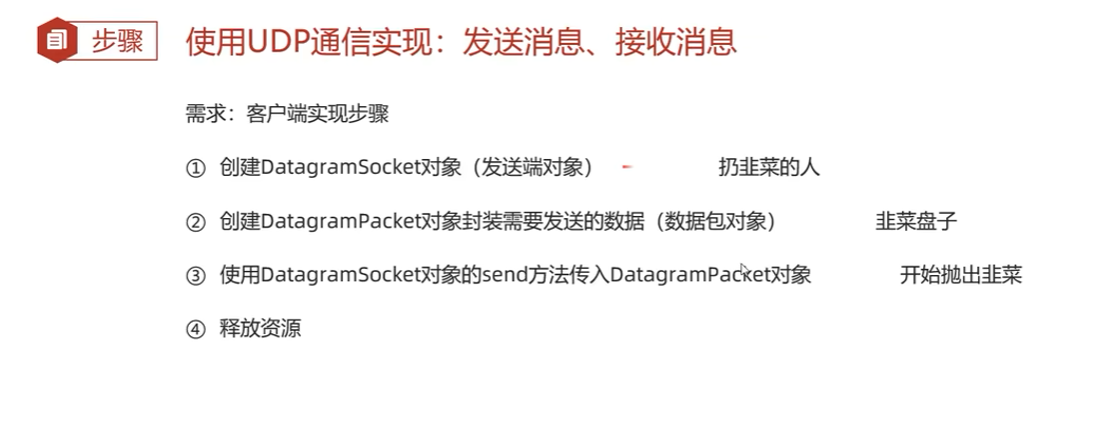 步骤 使用UDP通信实现：发送消息、接收消息
需求：客户端实现步骤
① 创建DatagramSocket对象（发送端对象） 扔韭菜的人
② 创建DatagramPacket对象封装需要发送的数据（数据包对象） 韭菜盘子
③ 使用DatagramSocket对象的send方法传入DatagramPacket对象 开始抛出韭菜
④ 释放资源